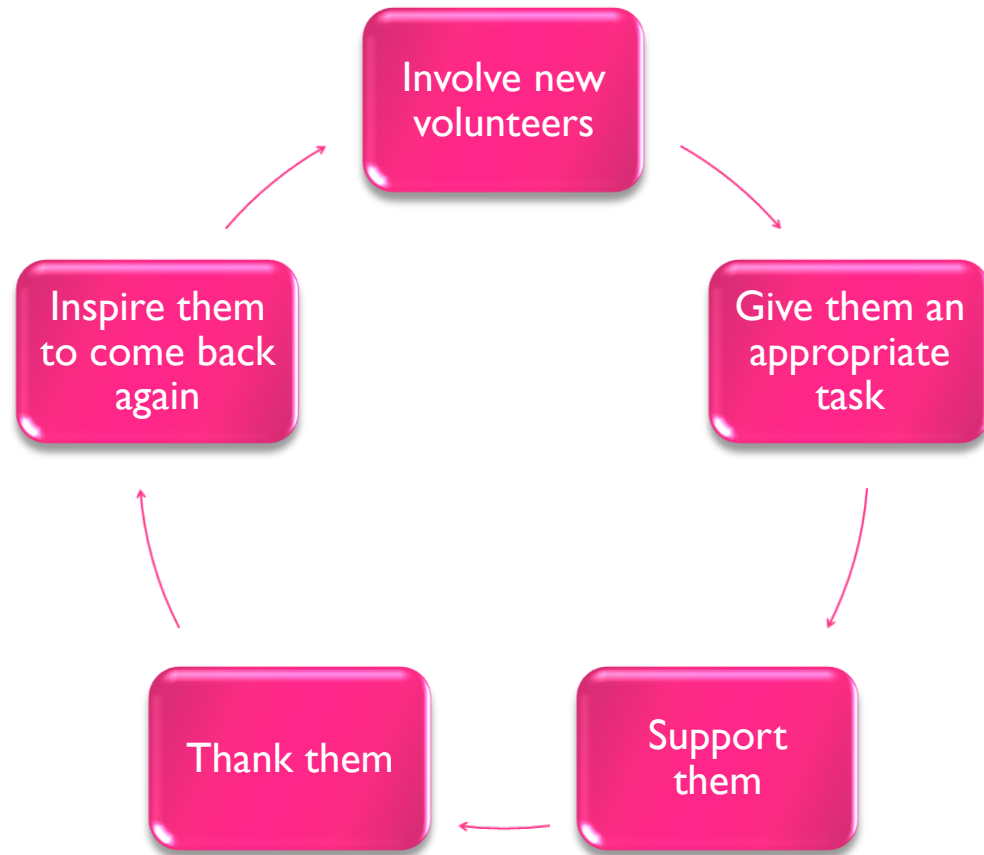 Involve new
volunteers
Give them an
appropriate
task
Support
them
Thank them
Inspire them
to come back
again